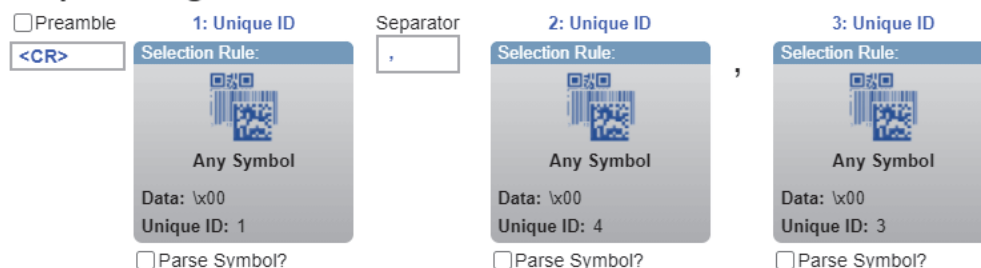 Preamble
1: Unique ID
Separator
2: Unique ID
3: Unique ID
<CR>
Selection Rule:
,
Selection Rule:
,
Selection Rule:
Any Symbol
Any Symbol
Any Symbol
Data: \x00
Data: \x00
Data: \x00
Unique ID: 1
Unique ID: 4
Unique ID: 3
Parse Symbol?
Parse Symbol?
Parse Symbol?